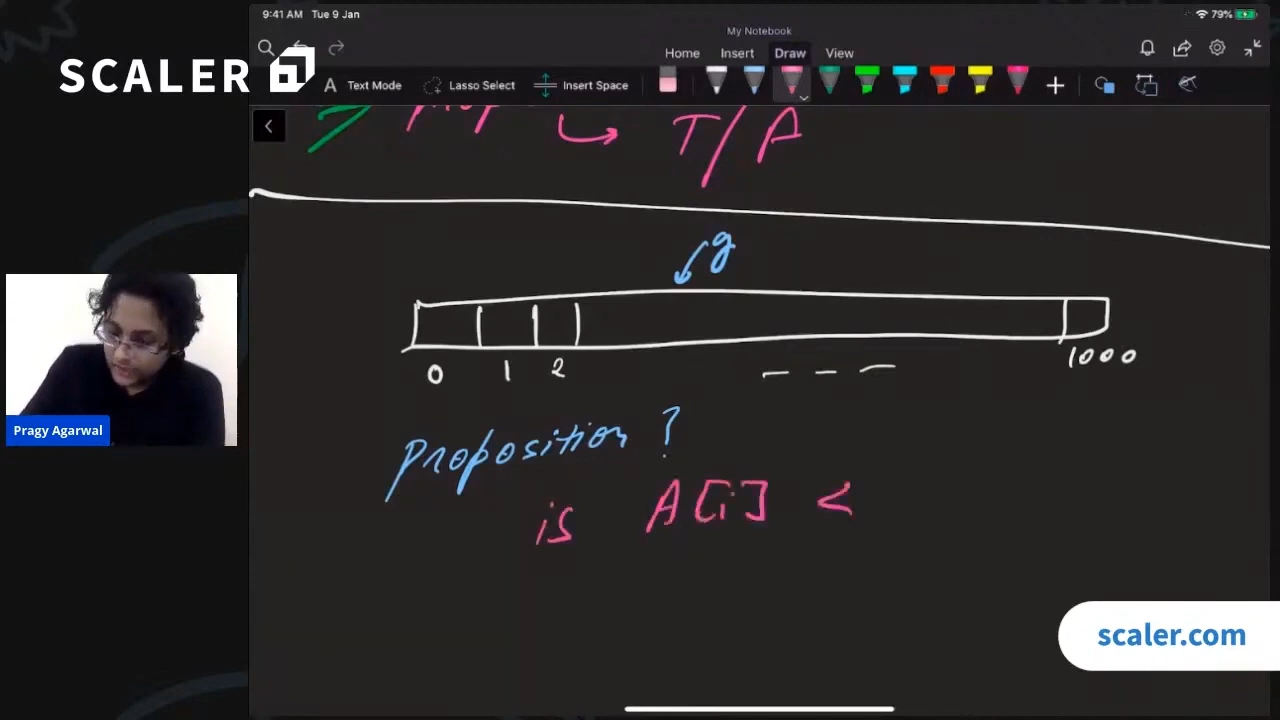 9:41 AM Tue 9 Jan
79%
My Notebook
SCALER
Home Insert Draw View
Text Mode Lasso Select Insert Space
T/A
g
0 1 2 --- 1000
Proposition?
is A[i] <
Pragy Agarwal
scaler.com